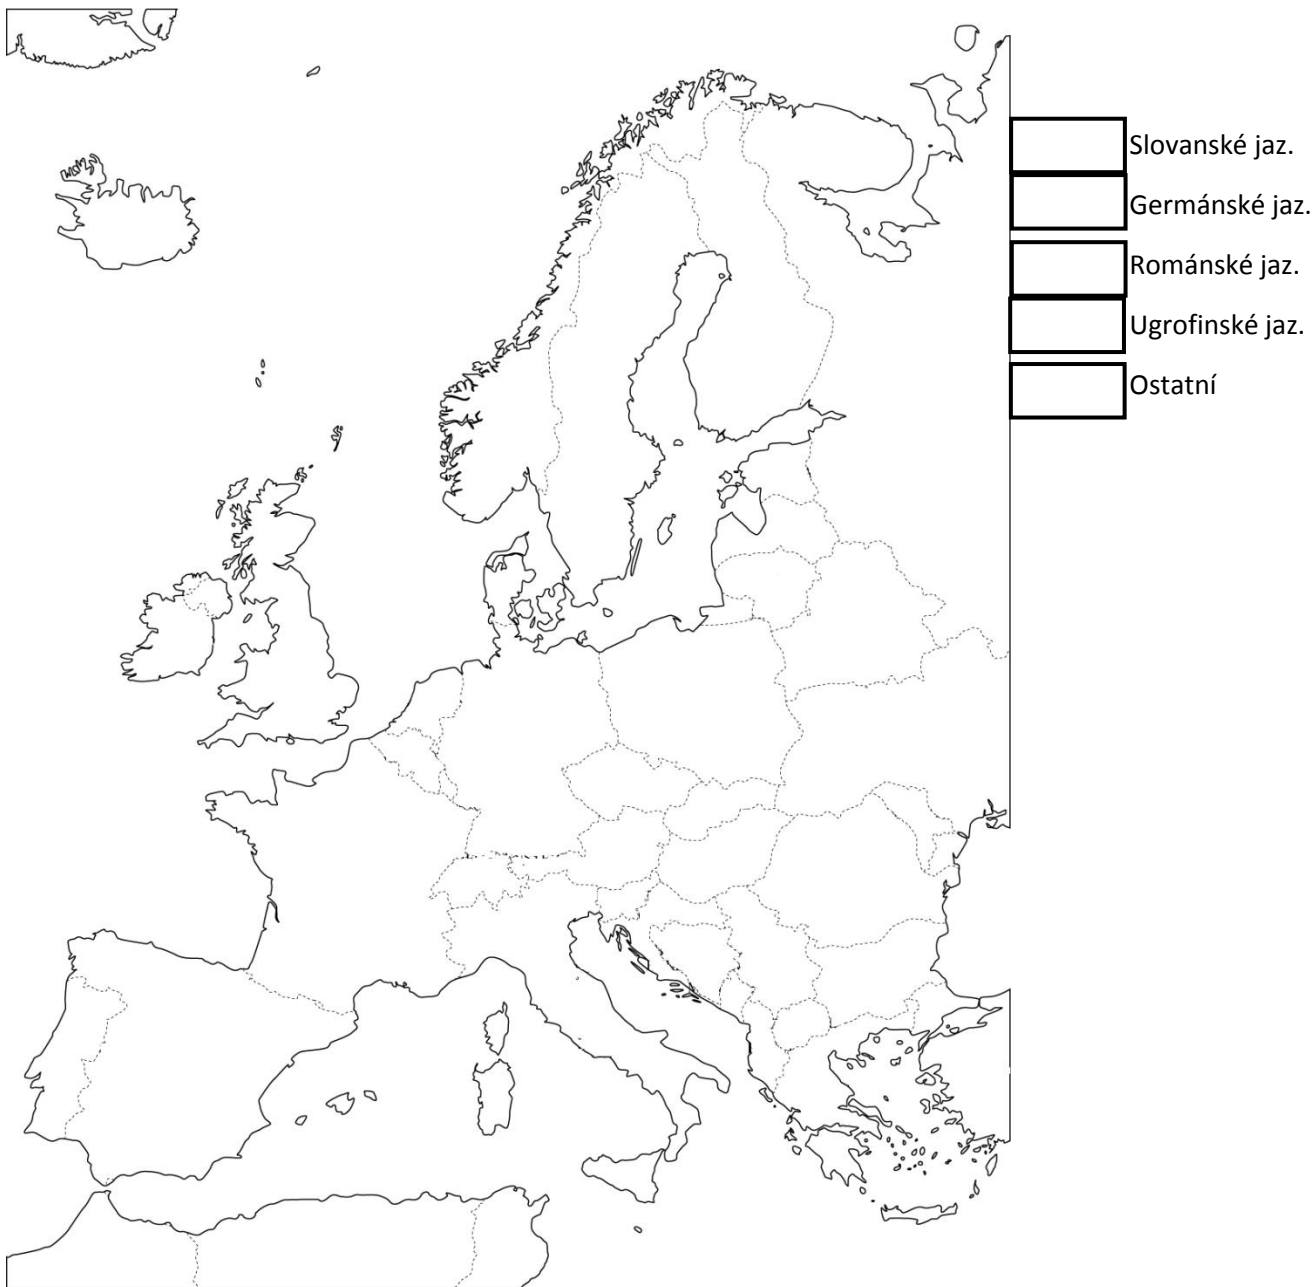 Slovanské jaz.
Germánské jaz.
Románské jaz.
Ugrofinské jaz.
Ostatní